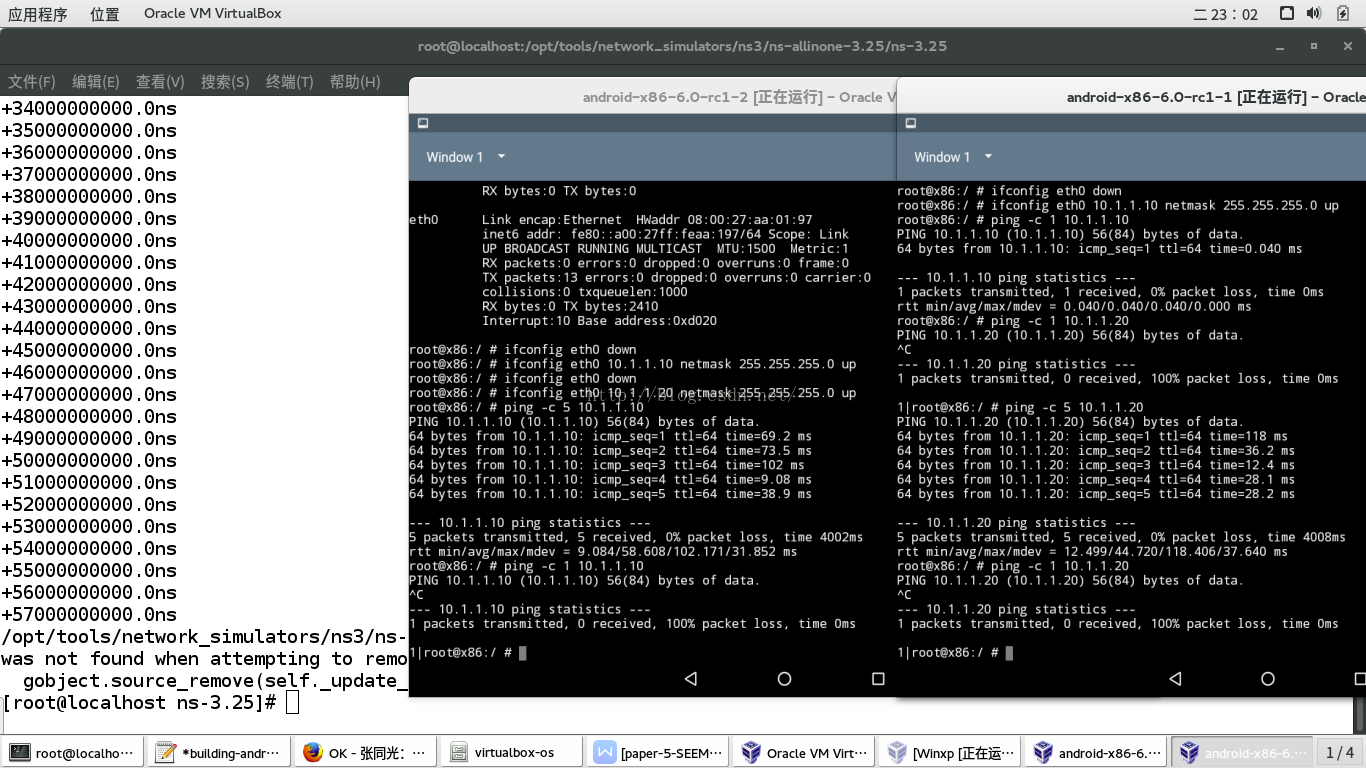 应用程序 位置 Oracle VM VirtualBox 二 23：02
root@localhost:/opt/tools/network_simulators/ns3/ns-allinone-3.25/ns-3.25
文件(F) 编辑(E) 查看(V) 搜索(S) 终端(T) 帮助(H)
+34000000000.0ns
+35000000000.0ns
+36000000000.0ns
+37000000000.0ns
+38000000000.0ns
+39000000000.0ns
+40000000000.0ns
+41000000000.0ns
+42000000000.0ns
+43000000000.0ns
+44000000000.0ns
+45000000000.0ns
+46000000000.0ns
+47000000000.0ns
+48000000000.0ns
+49000000000.0ns
+50000000000.0ns
+51000000000.0ns
+52000000000.0ns
+53000000000.0ns
+54000000000.0ns
+55000000000.0ns
+56000000000.0ns
+57000000000.0ns
/opt/tools/network_simulators/ns3/ns-
was not found when attempting to remo
gobject.source_remove(self._update_
[root@localhost ns-3.25]#
android-x86-6.0-rc1-2 [正在运行] - Oracle V
Window 1
RX bytes:0 TX bytes:0
eth0 Link encap:Ethernet HWaddr 08:00:27:aa:01:97
inet6 addr: fe80::a00:27ff:feaa:197/64 Scope: Link
UP BROADCAST RUNNING MULTICAST MTU:1500 Metric:1
RX packets:0 errors:0 dropped:0 overruns:0 frame:0
TX packets:13 errors:0 dropped:0 overruns:0 carrier:0
collisions:0 txqueuelen:1000
RX bytes:0 TX bytes:2410
Interrupt:10 Base address:0xd020
root@x86:/ # ifconfig eth0 down
root@x86:/ # ifconfig eth0 10.1.1.10 netmask 255.255.255.0 up
root@x86:/ # ifconfig eth0 down
root@x86:/ # ifconfig eth0 10.1.1.20 netmask 255.255.255.0 up
http://blog.csdn.net/
root@x86:/ # ping -c 5 10.1.1.10
PING 10.1.1.10 (10.1.1.10) 56(84) bytes of data.
64 bytes from 10.1.1.10: icmp_seq=1 ttl=64 time=69.2 ms
64 bytes from 10.1.1.10: icmp_seq=2 ttl=64 time=73.5 ms
64 bytes from 10.1.1.10: icmp_seq=3 ttl=64 time=102 ms
64 bytes from 10.1.1.10: icmp_seq=4 ttl=64 time=9.08 ms
64 bytes from 10.1.1.10: icmp_seq=5 ttl=64 time=38.9 ms
--- 10.1.1.10 ping statistics ---
5 packets transmitted, 5 received, 0% packet loss, time 4002ms
rtt min/avg/max/mdev = 9.084/58.608/102.171/31.852 ms
root@x86:/ # ping -c 1 10.1.1.10
PING 10.1.1.10 (10.1.1.10) 56(84) bytes of data.
^C
--- 10.1.1.10 ping statistics ---
1 packets transmitted, 0 received, 100% packet loss, time 0ms
1|root@x86:/ #
android-x86-6.0-rc1-1 [正在运行] - Oracle
Window 1
root@x86:/ # ifconfig eth0 down
root@x86:/ # ifconfig eth0 10.1.1.10 netmask 255.255.255.0 up
root@x86:/ # ping -c 1 10.1.1.10
PING 10.1.1.10 (10.1.1.10) 56(84) bytes of data.
64 bytes from 10.1.1.10: icmp_seq=1 ttl=64 time=0.040 ms
--- 10.1.1.10 ping statistics ---
1 packets transmitted, 1 received, 0% packet loss, time 0ms
rtt min/avg/max/mdev = 0.040/0.040/0.040/0.000 ms
root@x86:/ # ping -c 1 10.1.1.20
PING 10.1.1.20 (10.1.1.20) 56(84) bytes of data.
^C
--- 10.1.1.20 ping statistics ---
1 packets transmitted, 0 received, 100% packet loss, time 0ms
1|root@x86:/ # ping -c 5 10.1.1.20
PING 10.1.1.20 (10.1.1.20) 56(84) bytes of data.
64 bytes from 10.1.1.20: icmp_seq=1 ttl=64 time=118 ms
64 bytes from 10.1.1.20: icmp_seq=2 ttl=64 time=36.2 ms
64 bytes from 10.1.1.20: icmp_seq=3 ttl=64 time=12.4 ms
64 bytes from 10.1.1.20: icmp_seq=4 ttl=64 time=28.1 ms
64 bytes from 10.1.1.20: icmp_seq=5 ttl=64 time=28.2 ms
--- 10.1.1.20 ping statistics ---
5 packets transmitted, 5 received, 0% packet loss, time 4008ms
rtt min/avg/max/mdev = 12.499/44.720/118.406/37.640 ms
root@x86:/ # ping -c 1 10.1.1.20
PING 10.1.1.20 (10.1.1.20) 56(84) bytes of data.
^C
--- 10.1.1.20 ping statistics ---
1 packets transmitted, 0 received, 100% packet loss, time 0ms
1|root@x86:/ #
root@localho… *building-andr… OK - 张同光：… virtualbox-os [paper-5-SEEM… Oracle VM Virt… [Winxp [正在运… android-x86-6.… android-x86-6.… 1 / 4